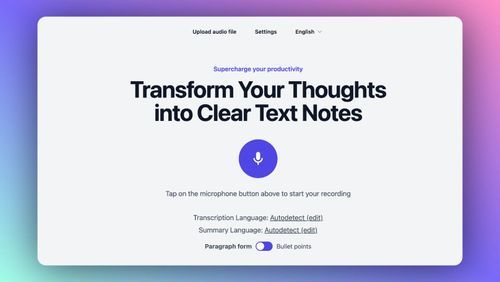 Upload audio file Settings English
Supercharge your productivity
Transform Your Thoughts
into Clear Text Notes
Tap on the microphone button above to start your recording
Transcription Language: Autodetect (edit)
Summary Language: Autodetect (edit)
Paragraph form Bullet points